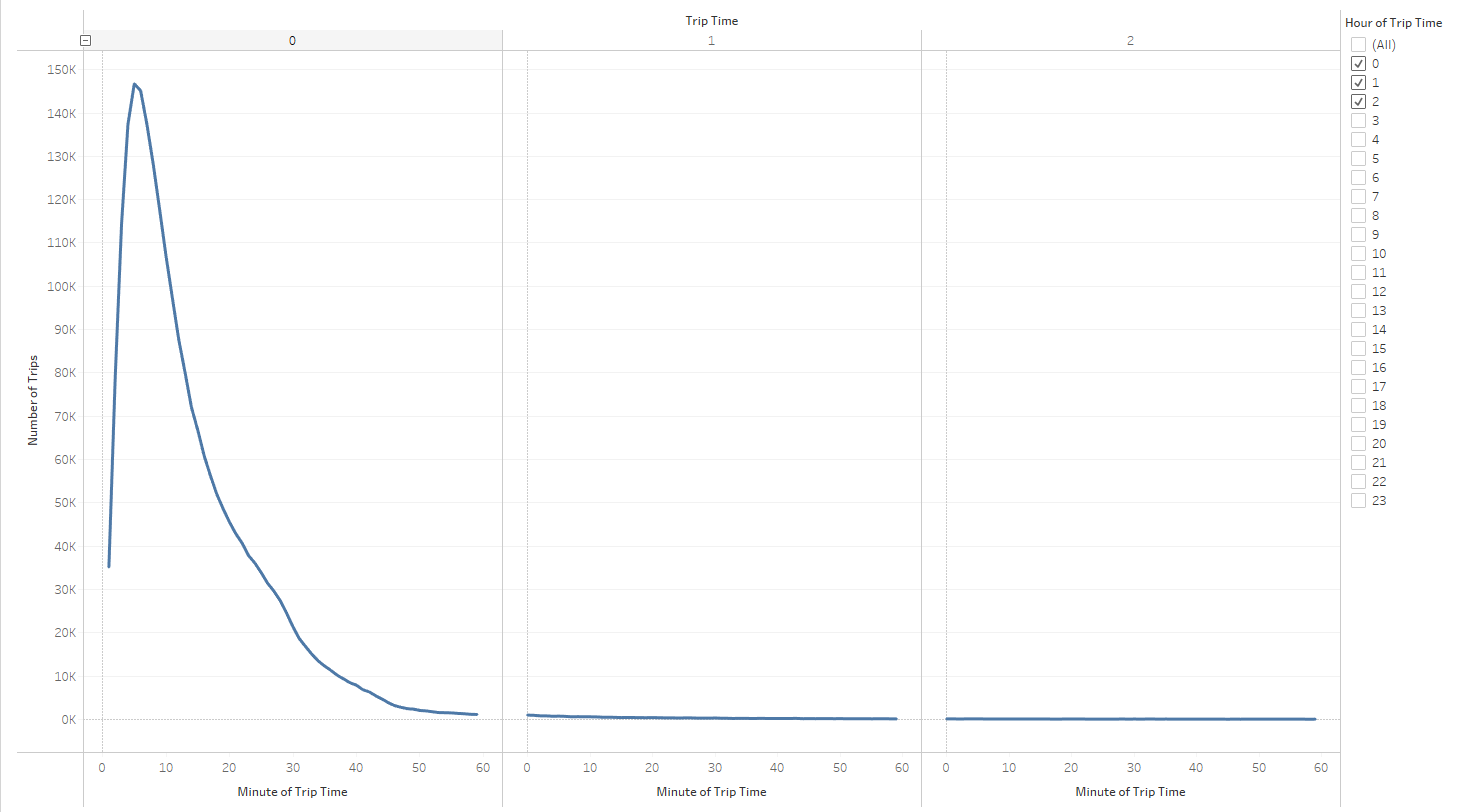 Trip Time
0 1 2
150K
140K
130K
120K
110K
100K
90K
80K
70K
60K
50K
40K
30K
20K
10K
0K
Number of Trips
0 10 20 30 40 50 60 0 10 20 30 40 50 60 0 10 20 30 40 50 60
Minute of Trip Time Minute of Trip Time Minute of Trip Time
Hour of Trip Time
(All)
0
1
2
3
4
5
6
7
8
9
10
11
12
13
14
15
16
17
18
19
20
21
22
23